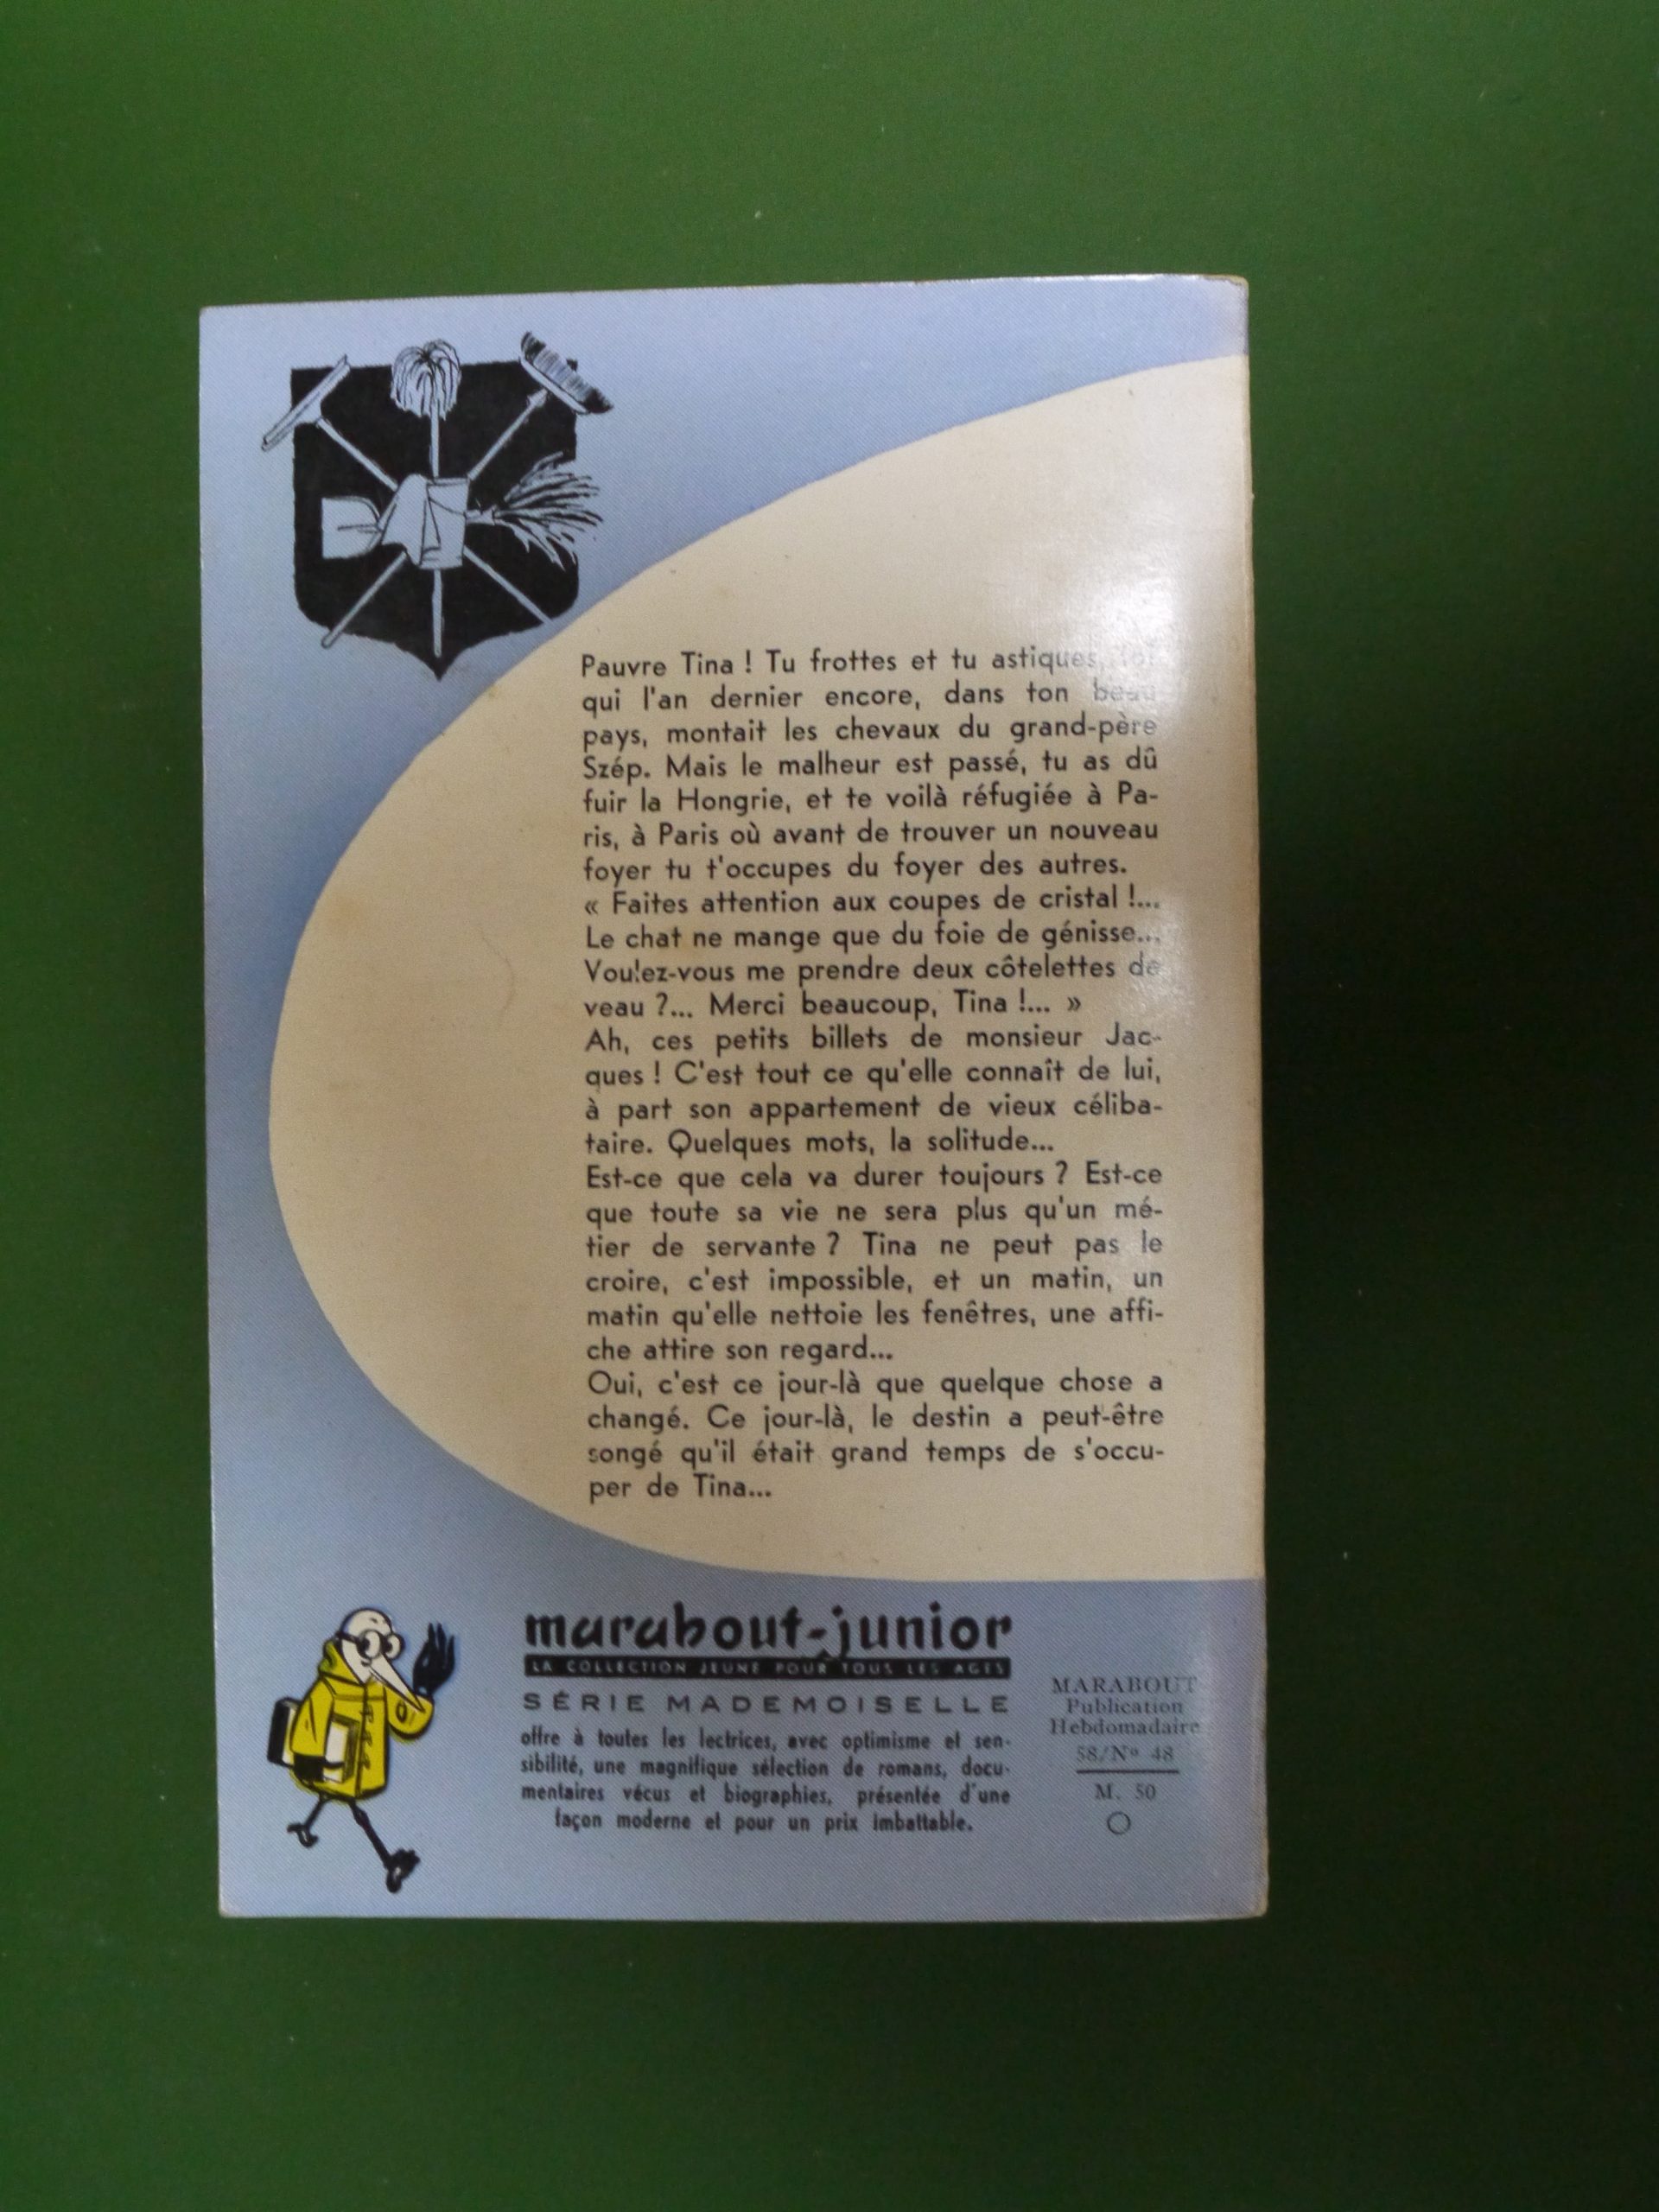 Pauvre Tina ! Tu frottes et tu astiques, toi
qui l'an dernier encore, dans ton beau
pays, montait les chevaux du grand-père
Szép. Mais le malheur est passé, tu as dû
fuir la Hongrie, et te voilà réfugiée à Pa-
ris, à Paris où avant de trouver un nouveau
foyer tu t'occupes du foyer des autres.
« Faites attention aux coupes de cristal !...
Le chat ne mange que du foie de génisse...
Voulez-vous me prendre deux côtelettes de
veau ?... Merci beaucoup, Tina !... »
Ah, ces petits billets de monsieur Jac-
ques ! C'est tout ce qu'elle connaît de lui,
à part son appartement de vieux céliba-
taire. Quelques mots, la solitude...
Est-ce que cela va durer toujours ? Est-ce
que toute sa vie ne sera plus qu'un mé-
tier de servante ? Tina ne peut pas le
croire, c'est impossible, et un matin, un
matin qu'elle nettoie les fenêtres, une affi-
che attire son regard...
Oui, c'est ce jour-là que quelque chose a
changé. Ce jour-là, le destin a peut-être
songé qu'il était grand temps de s'occu-
per de Tina...
marabout-junior
LA COLLECTION JEUNE POUR TOUS LES AGES
SÉRIE MADEMOISELLE
offre à toutes les lectrices, avec optimisme et sen-
sibilité, une magnifique sélection de romans, docu-
mentaires vécus et biographies, présentée d'une
façon moderne et pour un prix imbattable.
MARABOUT
Publication
Hebdomadaire
58/Nº 48
M. 50